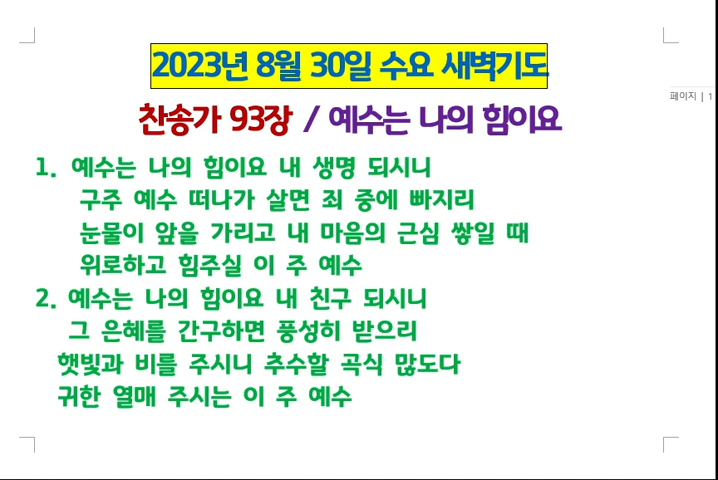 2023년 8월 30일 수요 새벽기도
페이지 | 1
찬송가 93장 / 예수는 나의 힘이요
1. 예수는 나의 힘이요 내 생명 되시니
구주 예수 떠나가 살면 죄 중에 빠지리
눈물이 앞을 가리고 내 마음의 근심 쌓일 때
위로하고 힘주실 이 주 예수
2. 예수는 나의 힘이요 내 친구 되시니
그 은혜를 간구하면 풍성히 받으리
햇빛과 비를 주시니 추수할 곡식 많도다
귀한 열매 주시는 이 주 예수